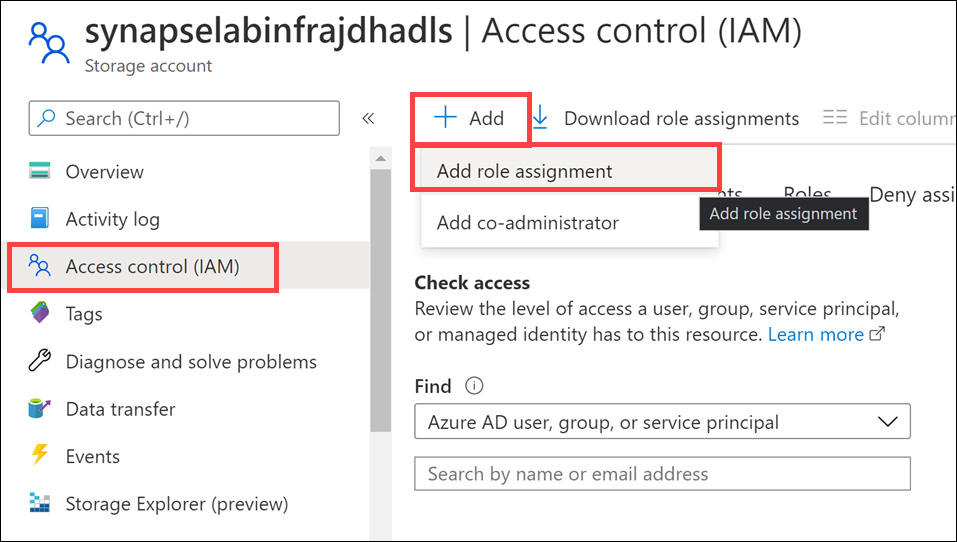 synapselabinfrajdhadls | Access control (IAM)
Storage account
Search (Ctrl+/)
«
Add
Download role assignments
Edit colum
Overview
Activity log
Access control (IAM)
Tags
Diagnose and solve problems
Data transfer
Events
Storage Explorer (preview)
Add role assignment
Add co-administrator
nts
Roles
Deny assi
Add role assignment
Check access
Review the level of access a user, group, service principal,
or managed identity has to this resource. Learn more
Find
Azure AD user, group, or service principal
Search by name or email address